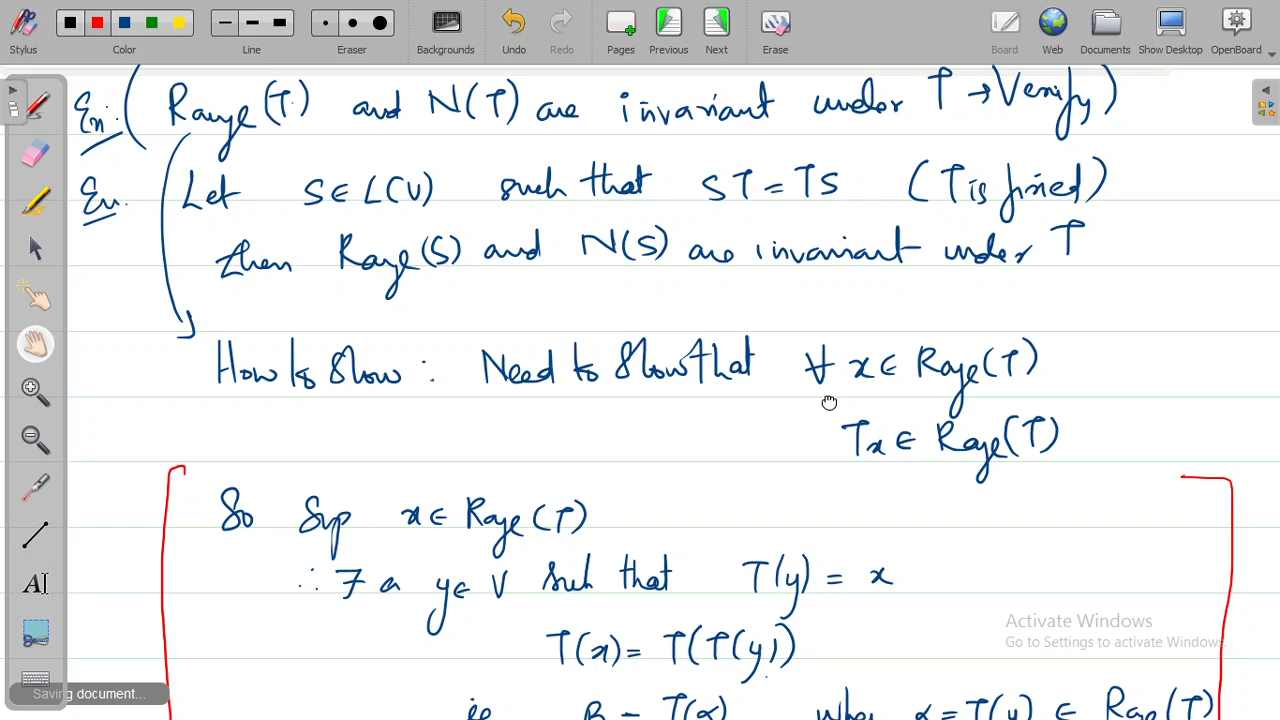 Stylus Color Line Eraser Backgrounds Undo Redo Pages Previous Next Erase Board Web Documents Show Desktop OpenBoard
Ex: (Range(T) and N(T) are invariant under T → Verify)
Ex. Let S ∈ L(V) such that ST = TS (T is fixed)
then Range(S) and N(S) are invariant under T
How to show: Need to show that ∀ x ∈ Range(T)
Tx ∈ Range(T)
So Sup x ∈ Range(T)
∴ ∃ a y ∈ V such that T(y) = x
T(x) = T(T(y))
ie β = T(α) when α = T(y) ∈ Range(T)
Activate Windows
Go to Settings to activate Windows.
Saving document...